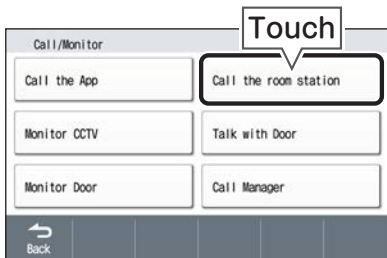 Touch
Call/Monitor
Call the App
Call the room station
Monitor CCTV
Talk with Door
Monitor Door
Call Manager
Back